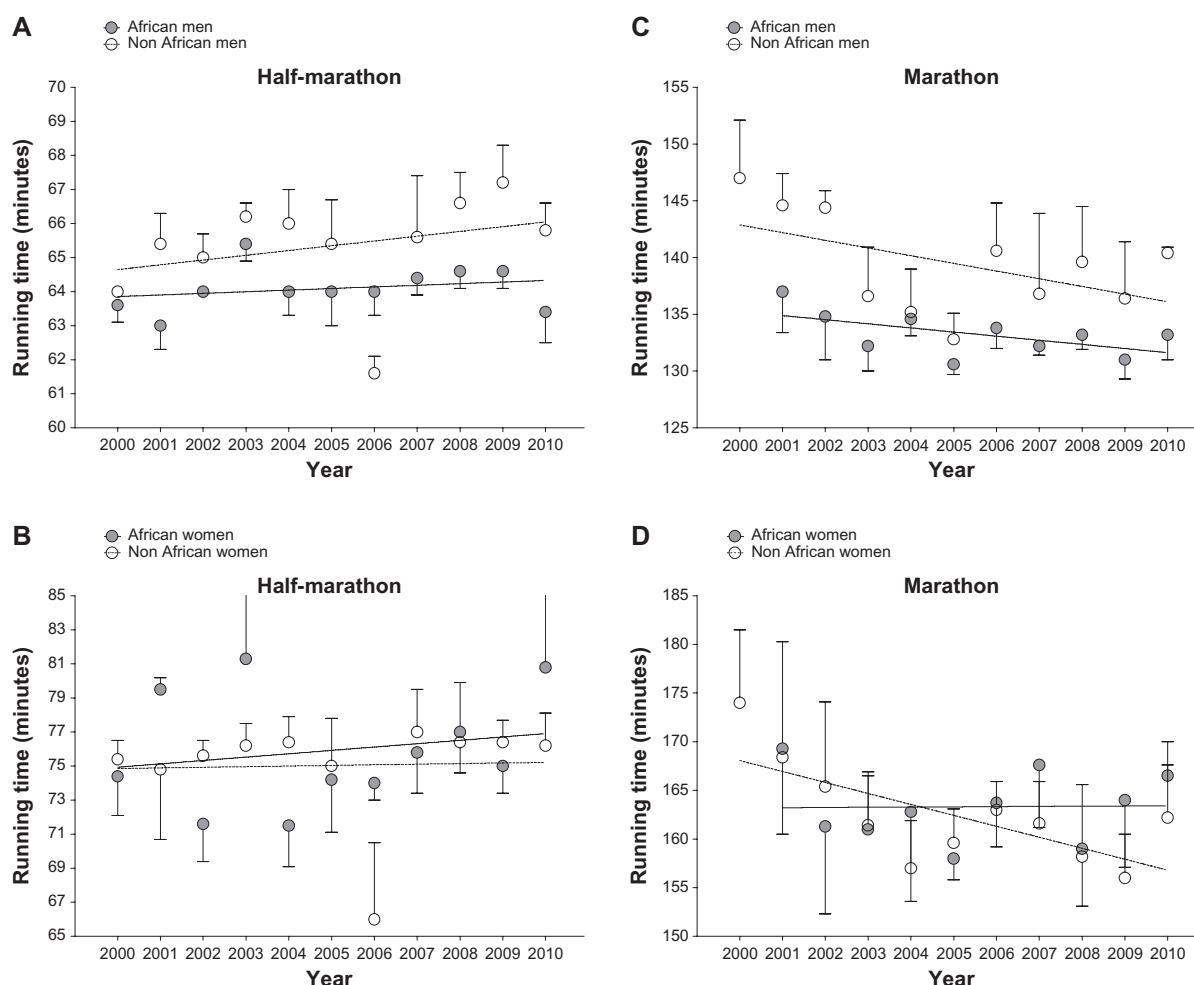 A
African men
Non African men
Half-marathon
Running time (minutes)
70
69
68
67
66
65
64
63
62
61
60
2000 2001 2002 2003 2004 2005 2006 2007 2008 2009 2010
Year
C
African men
Non African men
Marathon
Running time (minutes)
155
150
145
140
135
130
125
2000 2001 2002 2003 2004 2005 2006 2007 2008 2009 2010
Year
B
African women
Non African women
Half-marathon
Running time (minutes)
85
83
81
79
77
75
73
71
69
67
65
2000 2001 2002 2003 2004 2005 2006 2007 2008 2009 2010
Year
D
African women
Non African women
Marathon
Running time (minutes)
185
180
175
170
165
160
155
150
2000 2001 2002 2003 2004 2005 2006 2007 2008 2009 2010
Year